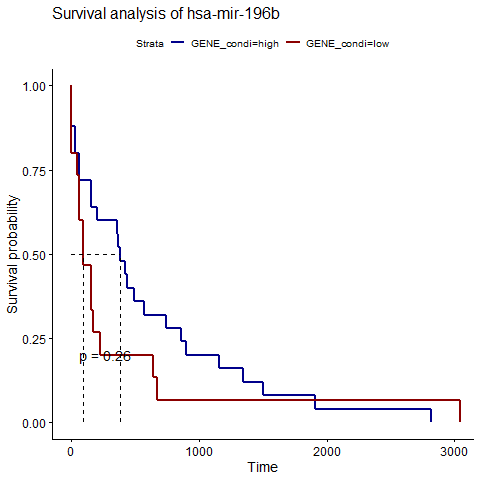 Survival analysis of hsa-mir-196b
Strata GENE_condi=high GENE_condi=low
Survival probability
1.00
0.75
0.50
0.25
0.00
p = 0.26
0 1000 2000 3000
Time